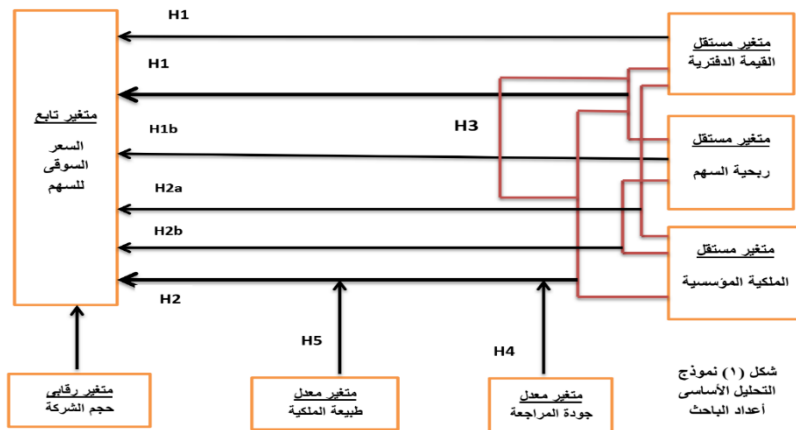 H1
متغير مستقل
القيمة الدفترية
H1
متغير تابع
السعر
السوقى
للسهم
H1b
H3
متغير مستقل
ربحية السهم
H2a
H2b
متغير مستقل
الملكية المؤسسية
H2
H5
H4
متغير رقابى
حجم الشركة
متغير معدل
طبيعة الملكية
متغير معدل
جودة المراجعة
شكل (١) نموذج
التحليل الأساسى
أعداد الباحث